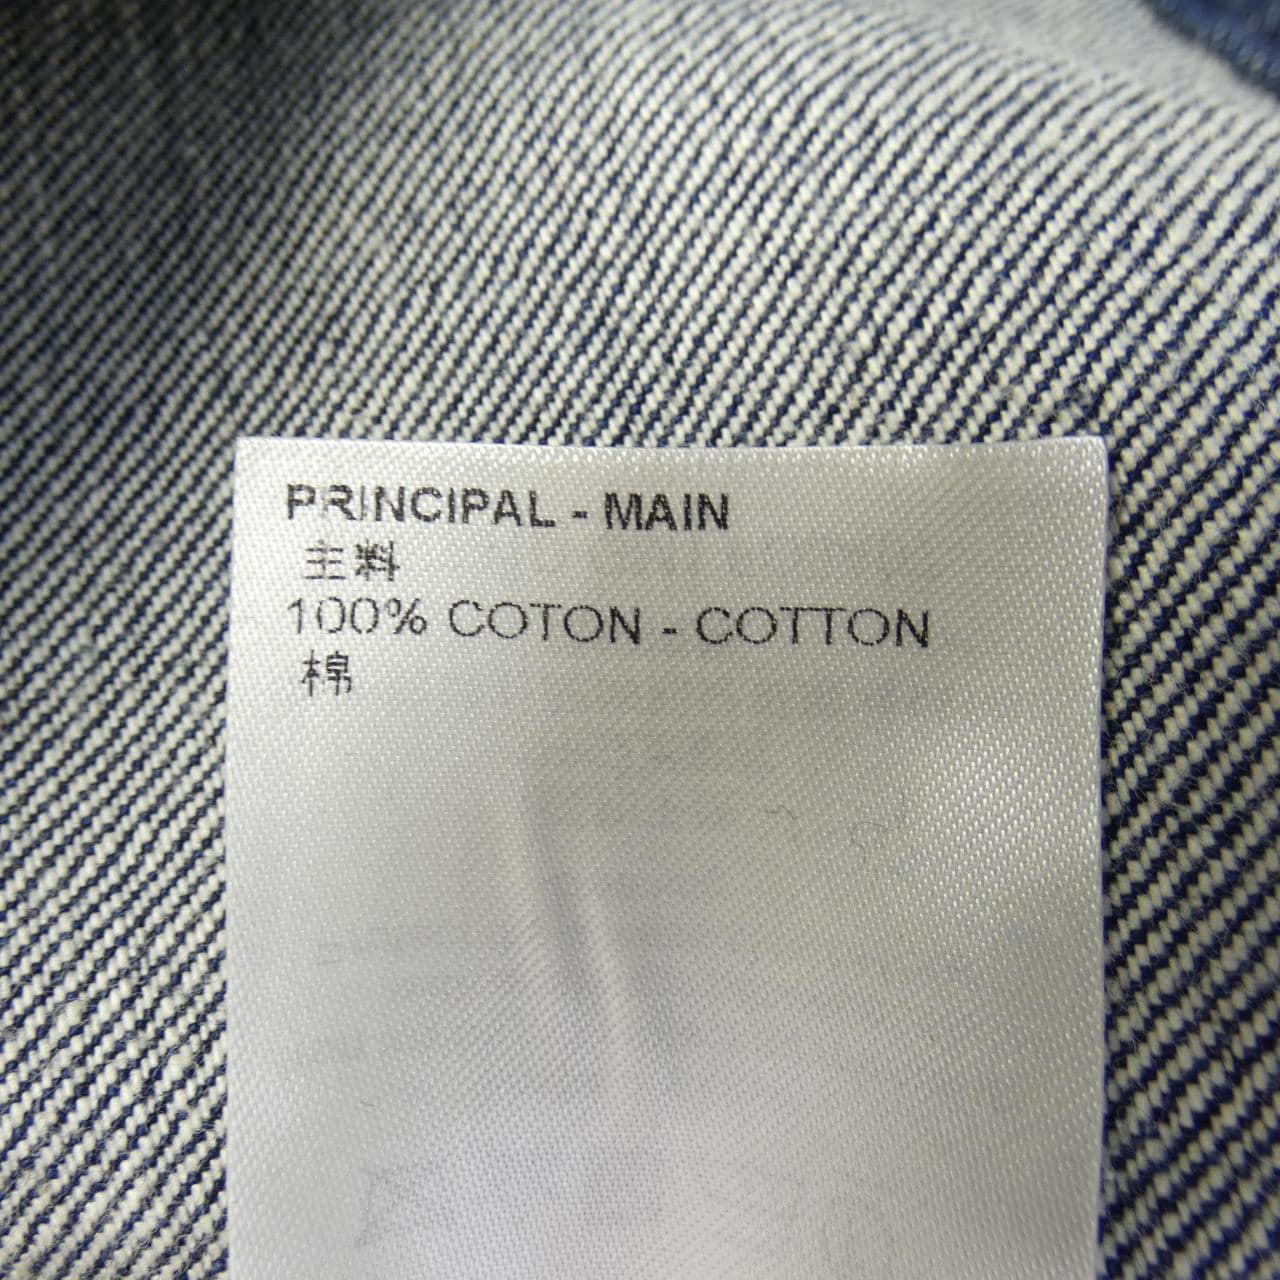 PRINCIPAL - MAIN
主料
100% COTON - COTTON
棉